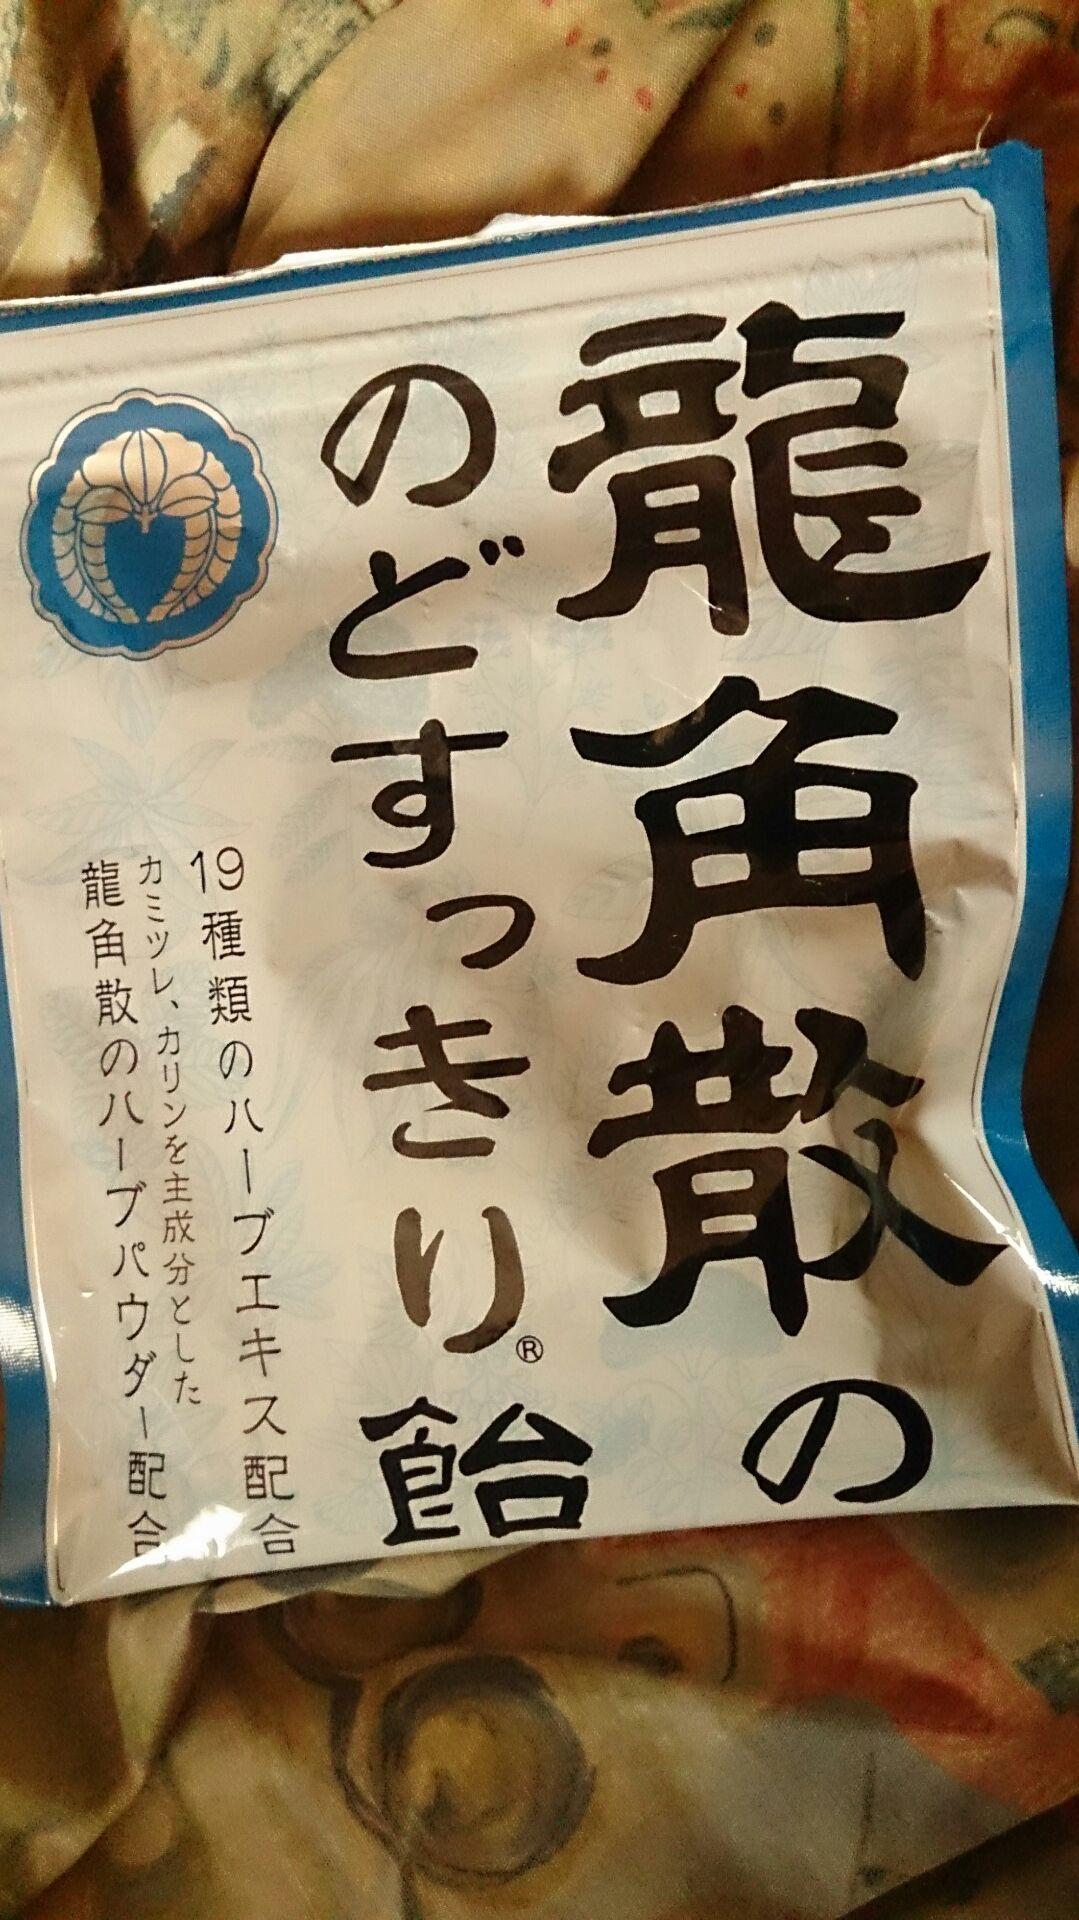 龍角散の
のどすっきり® 飴
19種類のハーブエキス配合
カミツレ、カリンを主成分とした
龍角散のハーブパウダー配合